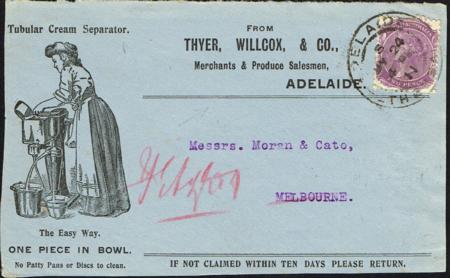 Tubular Cream Separator.
FROM
THYER, WILLCOX, & CO.,
Merchants & Produce Salesmen,
ADELAIDE.
Messrs. Moran & Cato,
MELBOURNE.
The Easy Way.
ONE PIECE IN BOWL.
No Patty Pans or Discs to clean.
IF NOT CLAIMED WITHIN TEN DAYS PLEASE RETURN.